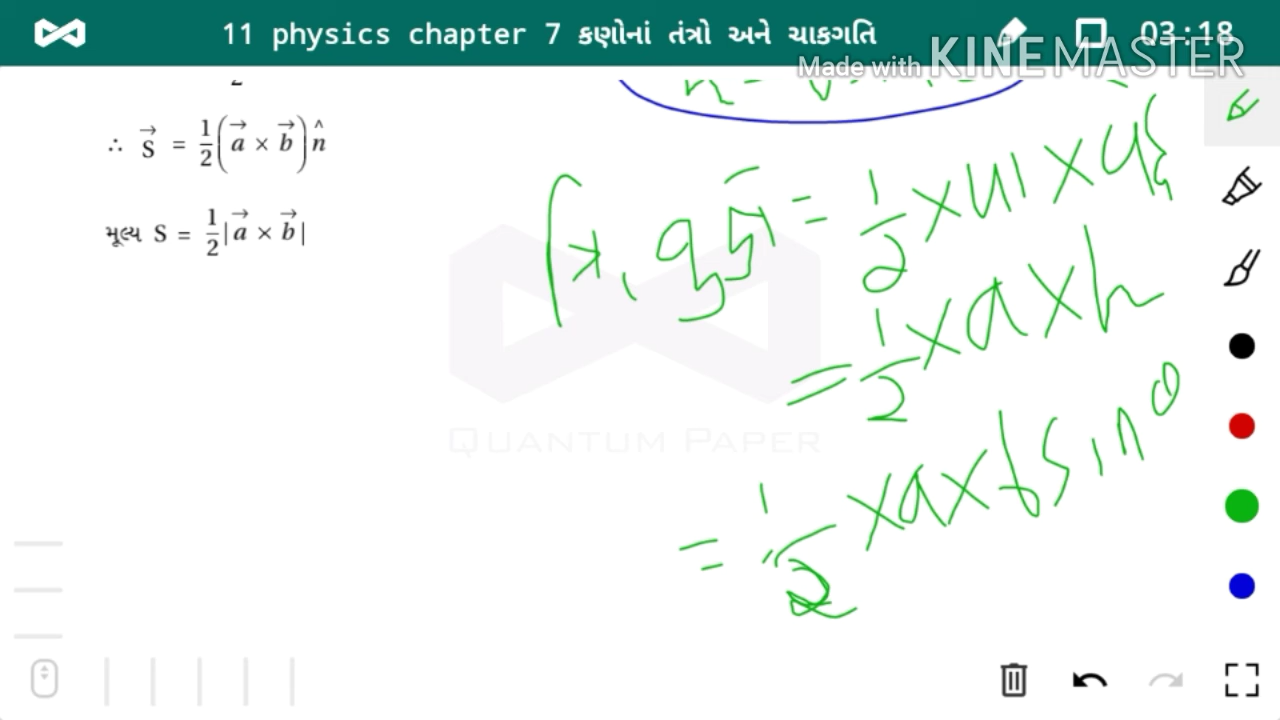 11 physics chapter 7 કણોનાં તંત્રો અને ચાકગતિ
03:18
Made with KINEMASTER
∴ S⃗ = 1/2 (a⃗ × b⃗) n̂
મૂલ્ય S = 1/2 |a⃗ × b⃗|
= 1/2 × પા ×
= 1/2 × a × h
= 1/2 × a × b sin θ
QUANTUM PAPER